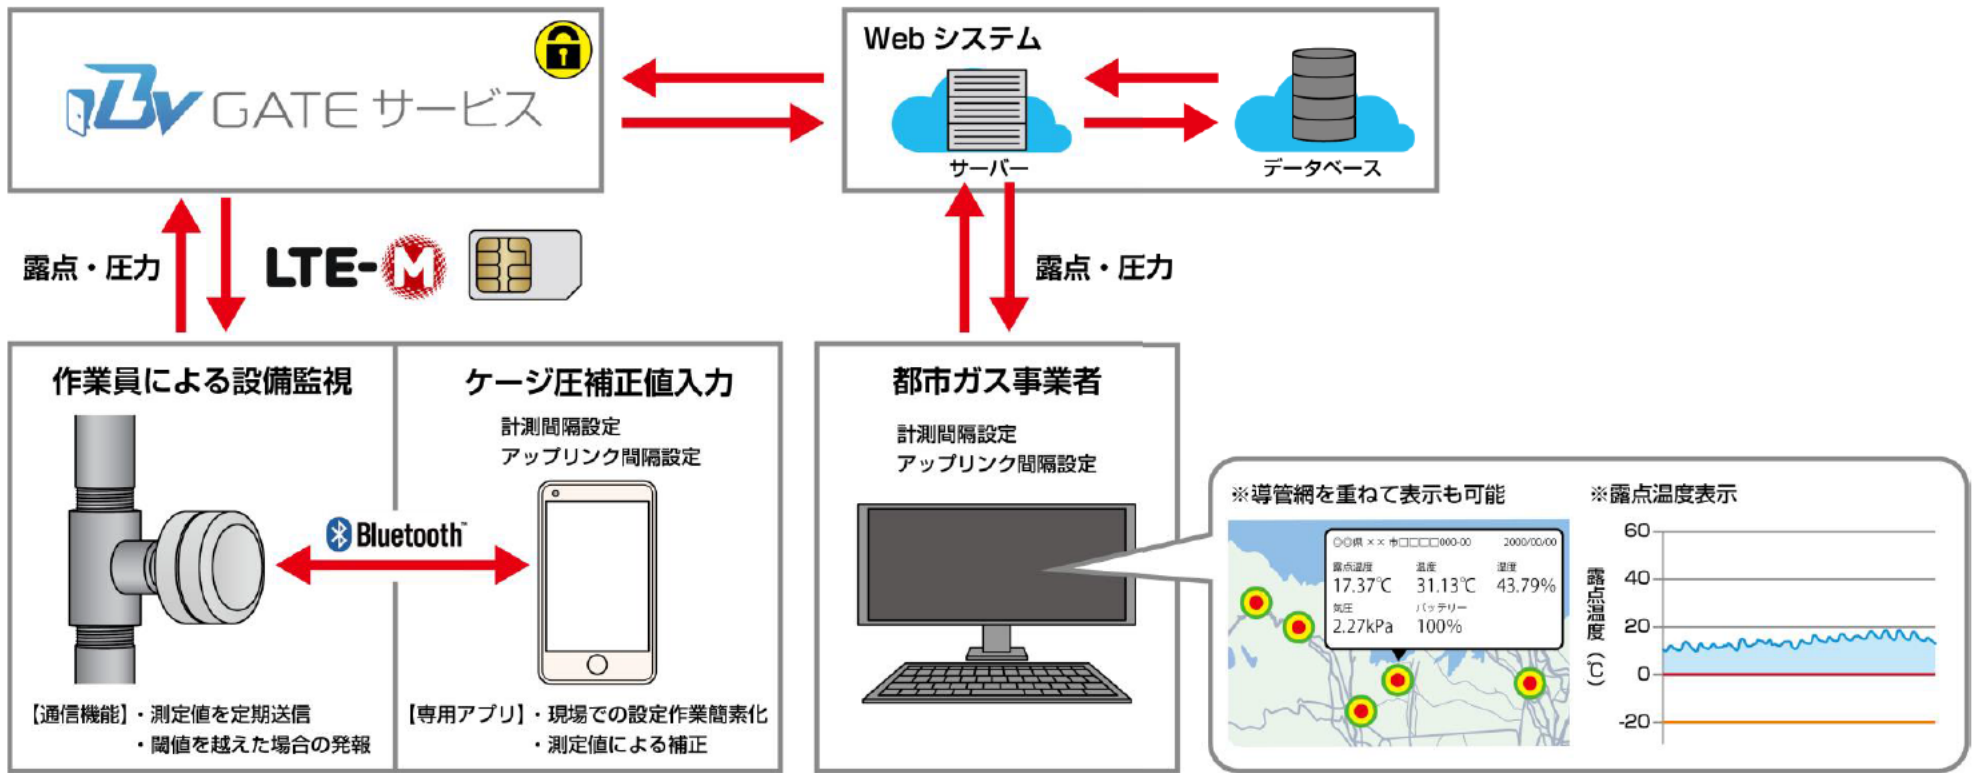 Bv GATE サービス
Web システム
サーバー
データベース
露点・圧力
LTE-M
露点・圧力
作業員による設備監視
Bluetooth™
【通信機能】・測定値を定期送信
・閾値を越えた場合の発報
ケージ圧補正値入力
計測間隔設定
アップリンク間隔設定
【専用アプリ】・現場での設定作業簡素化
・測定値による補正
都市ガス事業者
計測間隔設定
アップリンク間隔設定
※導管網を重ねて表示も可能
〇〇県 ×× 市□□□□000-00 2000/00/00
露点温度 温度 湿度
17.37℃ 31.13℃ 43.79%
気圧 バッテリー
2.27kPa 100%
※露点温度表示
露点温度(℃)
60
40
20
0
-20